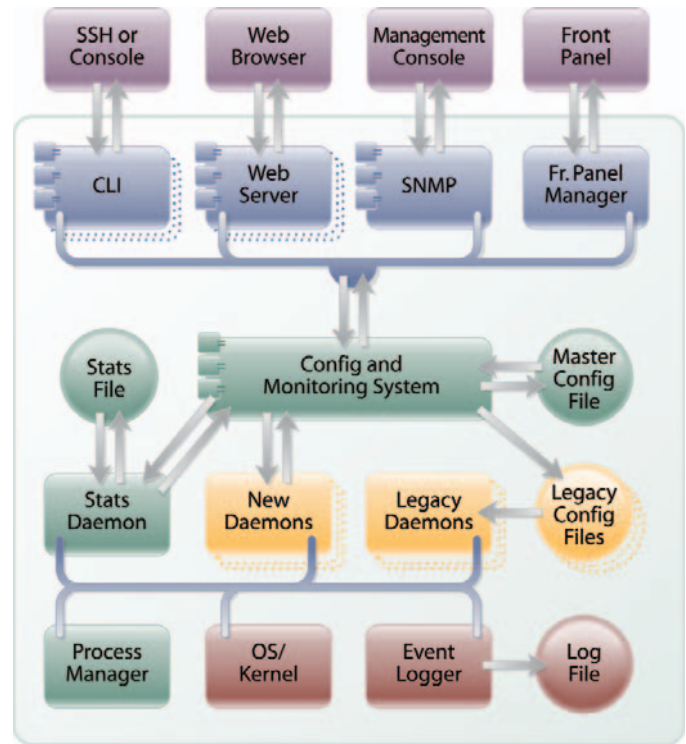 SSH or
Console
Web
Browser
Management
Console
Front
Panel
CLI
Web
Server
SNMP
Fr. Panel
Manager
Stats
File
Config and
Monitoring System
Master
Config
File
Stats
Daemon
New
Daemons
Legacy
Daemons
Legacy
Config
Files
Process
Manager
OS/
Kernel
Event
Logger
Log
File